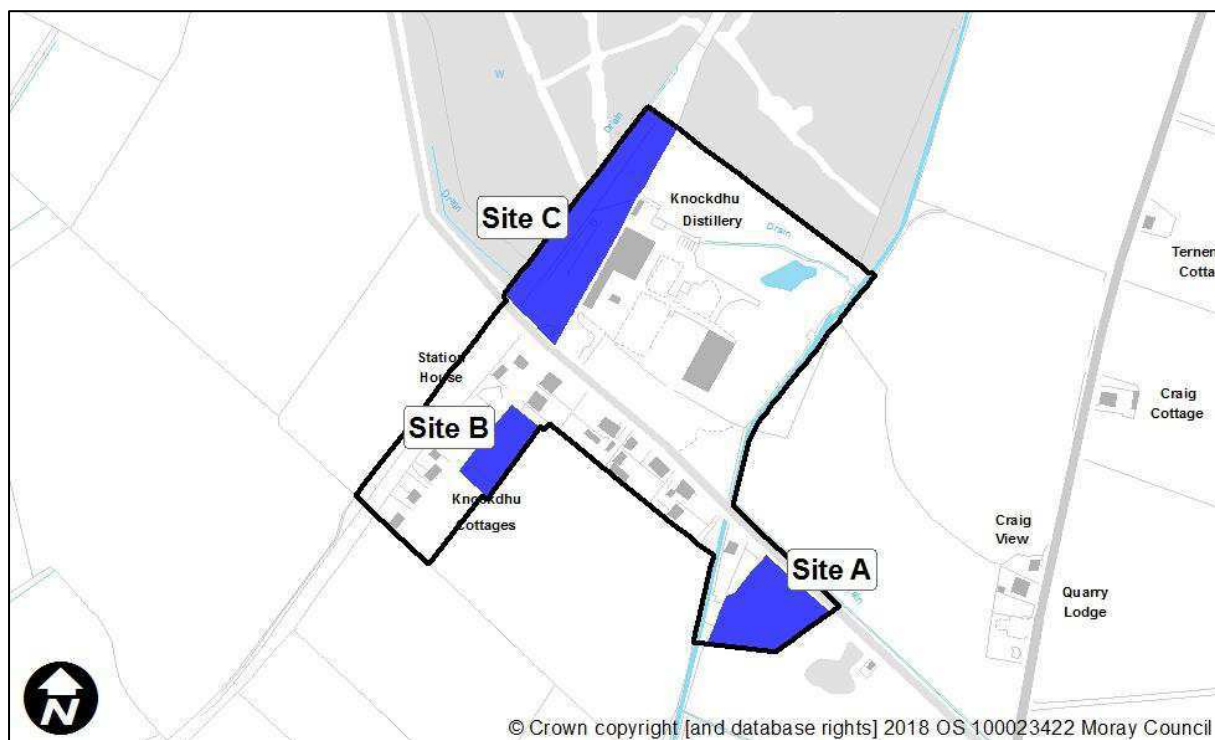 W
Drain
Drain
Site C
Knockdhu
Distillery
Drain
Station
House
Site B
Knockdhu
Cottages
Site A
Craig
Cottage
Craig
View
Quarry
Lodge
N
© Crown copyright [and database rights] 2018 OS 100023422 Moray Council